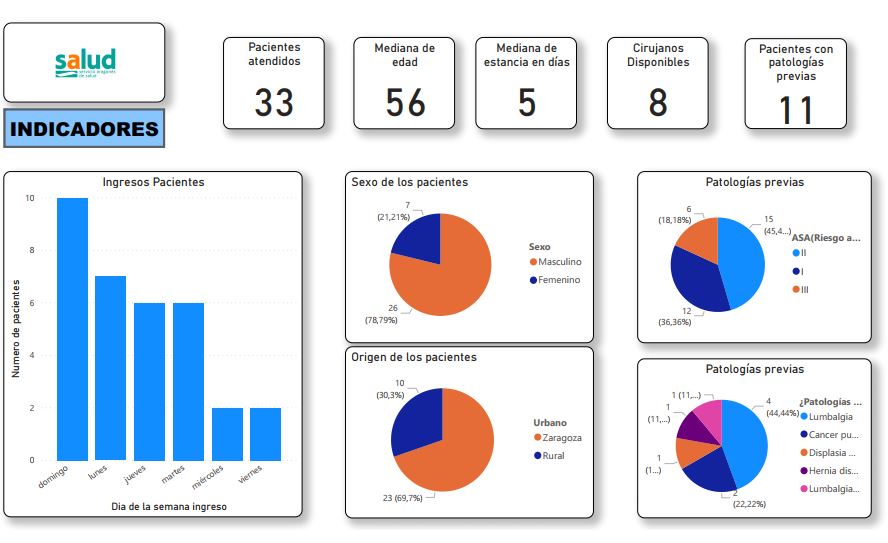 salud
servicio aragonés
de salud
INDICADORES
Pacientes
atendidos
33
Mediana de
edad
56
Mediana de
estancia en días
5
Cirujanos
Disponibles
8
Pacientes con
patologías
previas
11
Ingresos Pacientes
Numero de pacientes
10
8
6
4
2
0
domingo
lunes
jueves
martes
miércoles
viernes
Dia de la semana ingreso
Sexo de los pacientes
7
(21,21%)
26
(78,79%)
Sexo
Masculino
Femenino
Origen de los pacientes
10
(30,3%)
23 (69,7%)
Urbano
Zaragoza
Rural
Patologías previas
6
(18,18%)
15
(45,4...)
12
(36,36%)
ASA(Riesgo a...
II
I
III
Patologías previas
1 (11,...)
1
(11,...)
1
(1...)
4
(44,44%)
2
(22,22%)
¿Patologías ...
Lumbalgia
Cancer pu...
Displasia ...
Hernia dis...
Lumbalgia...